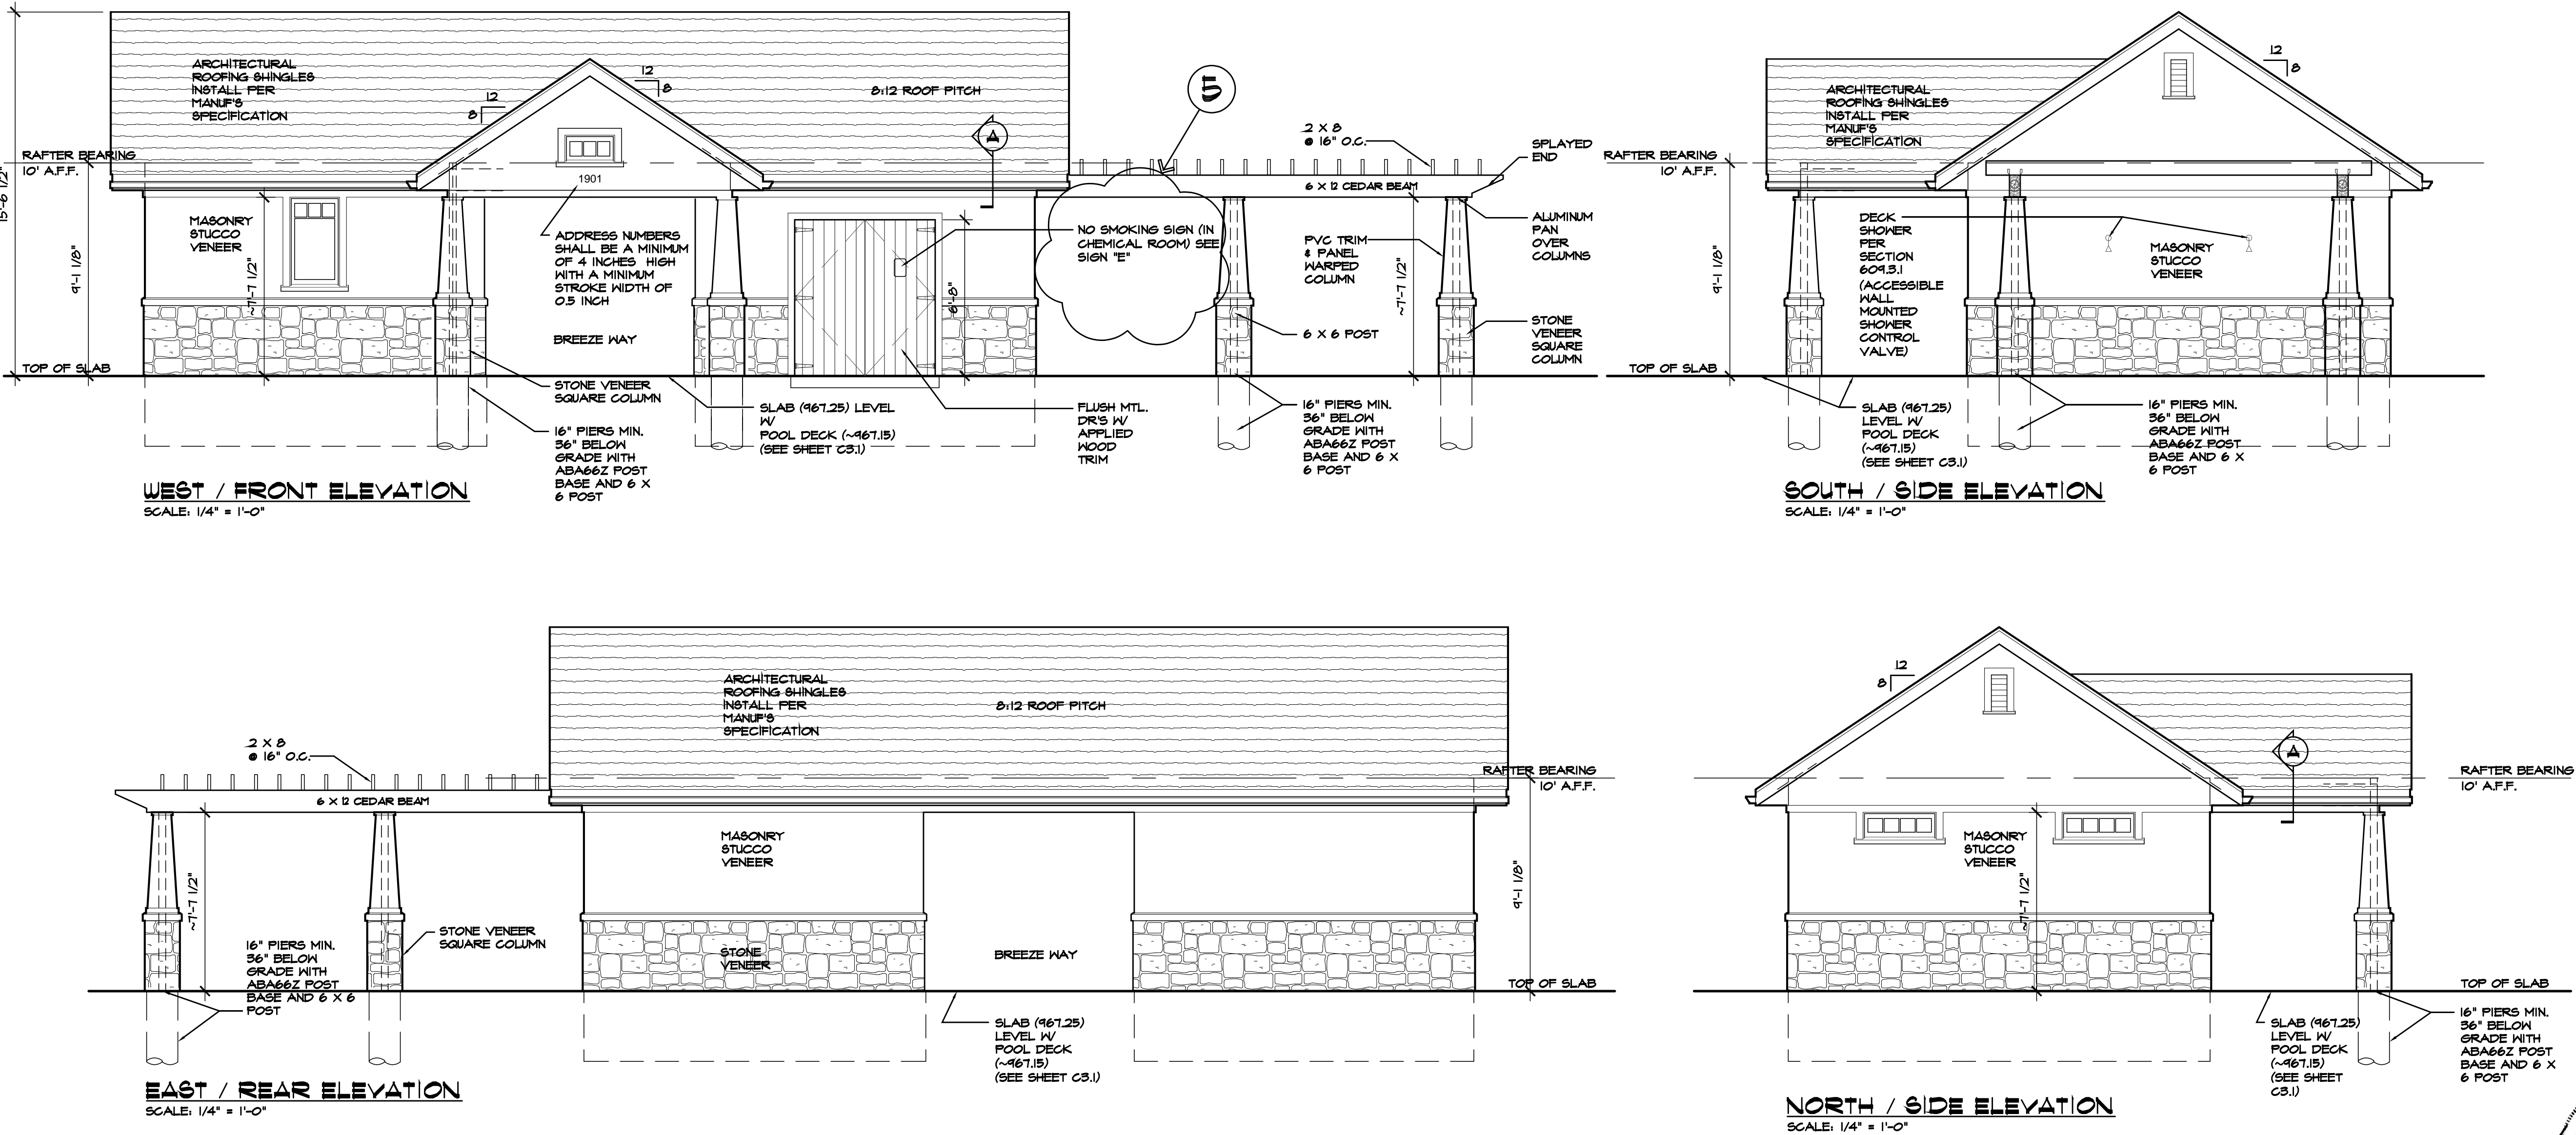 ARCHITECTURAL
ROOFING SHINGLES
INSTALL PER
MANUF'S
SPECIFICATION
12
8
12
8
8:12 ROOF PITCH
A
5
2 X 8
@ 16" O.C.
SPLAYED
END
RAFTER BEARING
10' A.F.F.
15'-6 1/2"
9'-1 1/8"
~7'-7 1/2"
MASONRY
STUCCO
VENEER
1901
ADDRESS NUMBERS
SHALL BE A MINIMUM
OF 4 INCHES HIGH
WITH A MINIMUM
STROKE WIDTH OF
0.5 INCH
BREEZE WAY
6'-8"
NO SMOKING SIGN (IN
CHEMICAL ROOM) SEE
SIGN "E"
6 X 12 CEDAR BEAM
PVC TRIM
& PANEL
WARPED
COLUMN
~7'-7 1/2"
ALUMINUM
PAN
OVER
COLUMNS
6 X 6 POST
STONE
VENEER
SQUARE
COLUMN
TOP OF SLAB
STONE VENEER
SQUARE COLUMN
16" PIERS MIN.
36" BELOW
GRADE WITH
ABA66Z POST
BASE AND 6 X
6 POST
SLAB (967.25) LEVEL
W/
POOL DECK (~967.15)
(SEE SHEET C3.1)
FLUSH MTL.
DR'S W/
APPLIED
WOOD
TRIM
16" PIERS MIN.
36" BELOW
GRADE WITH
ABA66Z POST
BASE AND 6 X
6 POST
WEST / FRONT ELEVATION
SCALE: 1/4" = 1'-0"
ARCHITECTURAL
ROOFING SHINGLES
INSTALL PER
MANUF'S
SPECIFICATION
12
8
RAFTER BEARING
10' A.F.F.
9'-1 1/8"
DECK
SHOWER
PER
SECTION
609.3.1
(ACCESSIBLE
WALL
MOUNTED
SHOWER
CONTROL
VALVE)
MASONRY
STUCCO
VENEER
TOP OF SLAB
SLAB (967.25)
LEVEL W/
POOL DECK
(~967.15)
(SEE SHEET C3.1)
16" PIERS MIN.
36" BELOW
GRADE WITH
ABA66Z POST
BASE AND 6 X
6 POST
SOUTH / SIDE ELEVATION
SCALE: 1/4" = 1'-0"
2 X 8
@ 16" O.C.
6 X 12 CEDAR BEAM
ARCHITECTURAL
ROOFING SHINGLES
INSTALL PER
MANUF'S
SPECIFICATION
8:12 ROOF PITCH
RAFTER BEARING
10' A.F.F.
~7'-7 1/2"
MASONRY
STUCCO
VENEER
9'-1 1/8"
STONE VENEER
SQUARE COLUMN
STONE
VENEER
BREEZE WAY
16" PIERS MIN.
36" BELOW
GRADE WITH
ABA66Z POST
BASE AND 6 X 6
POST
TOP OF SLAB
SLAB (967.25)
LEVEL W/
POOL DECK
(~967.15)
(SEE SHEET C3.1)
EAST / REAR ELEVATION
SCALE: 1/4" = 1'-0"
12
8
A
RAFTER BEARING
10' A.F.F.
MASONRY
STUCCO
VENEER
~7'-7 1/2"
TOP OF SLAB
SLAB (967.25)
LEVEL W/
POOL DECK
(~967.15)
(SEE SHEET
C3.1)
16" PIERS MIN.
36" BELOW
GRADE WITH
ABA66Z POST
BASE AND 6 X
6 POST
NORTH / SIDE ELEVATION
SCALE: 1/4" = 1'-0"